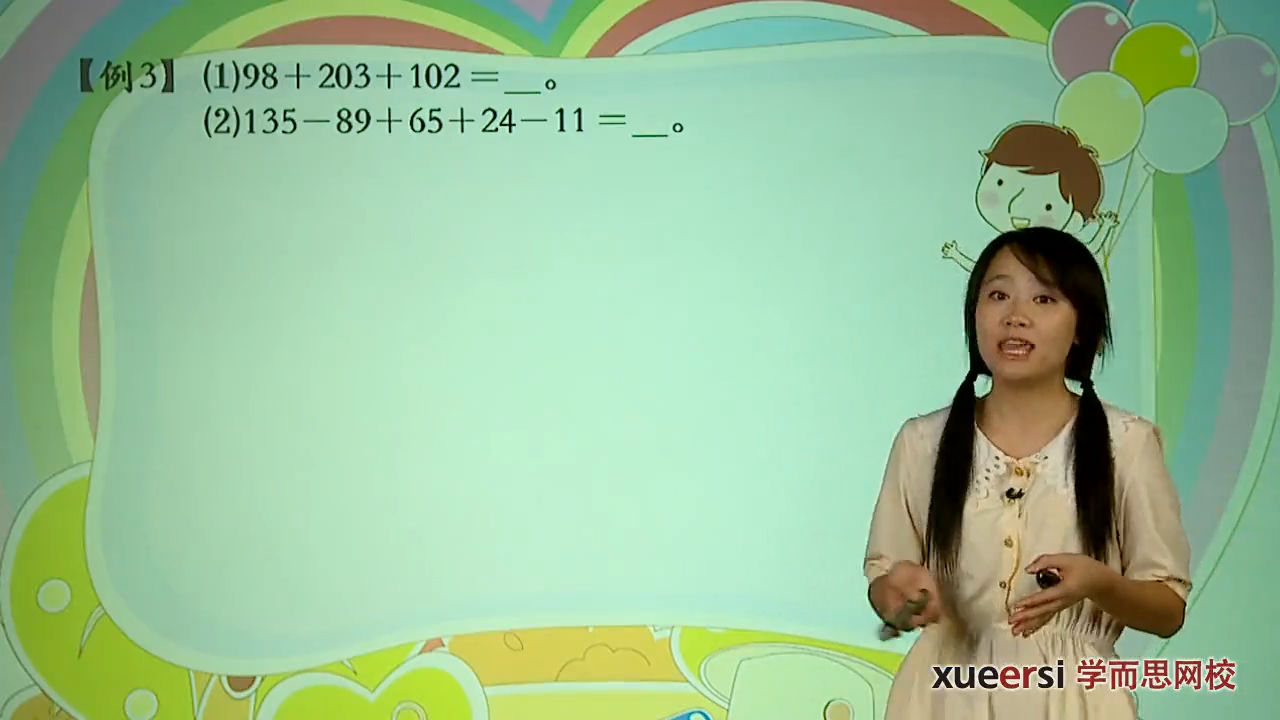 【例3】 (1)98+203+102=__。
(2)135-89+65+24-11=__。
xueersi 学而思网校